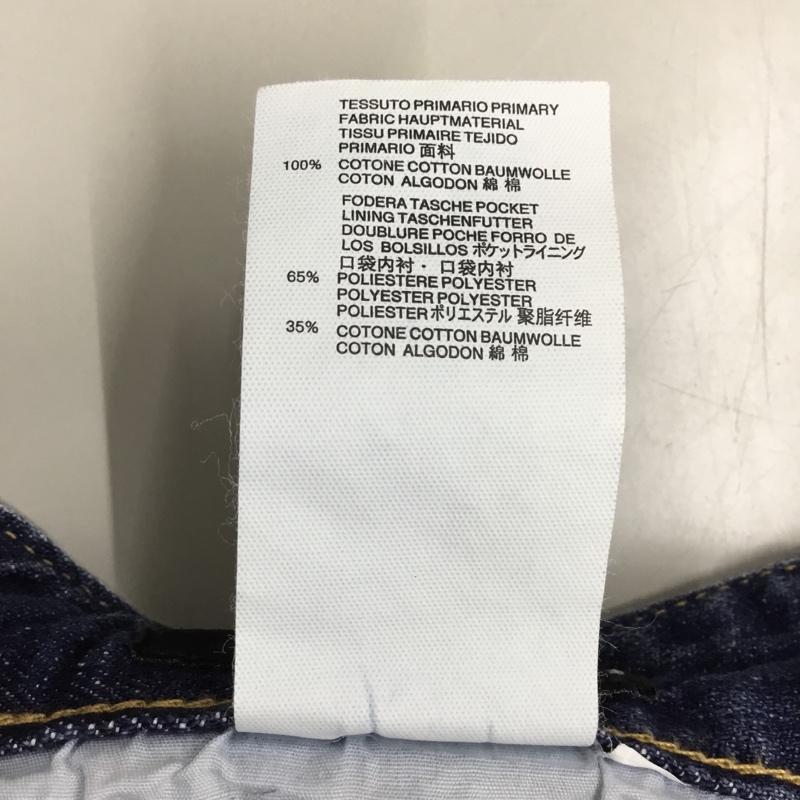 TESSUTO PRIMARIO PRIMARY
FABRIC HAUPTMATERIAL
TISSU PRIMAIRE TEJIDO
PRIMARIO 面料
100% COTONE COTTON BAUMWOLLE
COTON ALGODON 綿 棉
FODERA TASCHE POCKET
LINING TASCHENFUTTER
DOUBLURE POCHE FORRO DE
LOS BOLSILLOS ポケットライニング
口袋内衬・ 口袋内衬
65% POLIESTERE POLYESTER
POLYESTER POLYESTER
POLIESTER ポリエステル 聚脂纤维
35% COTONE COTTON BAUMWOLLE
COTON ALGODON 綿 棉